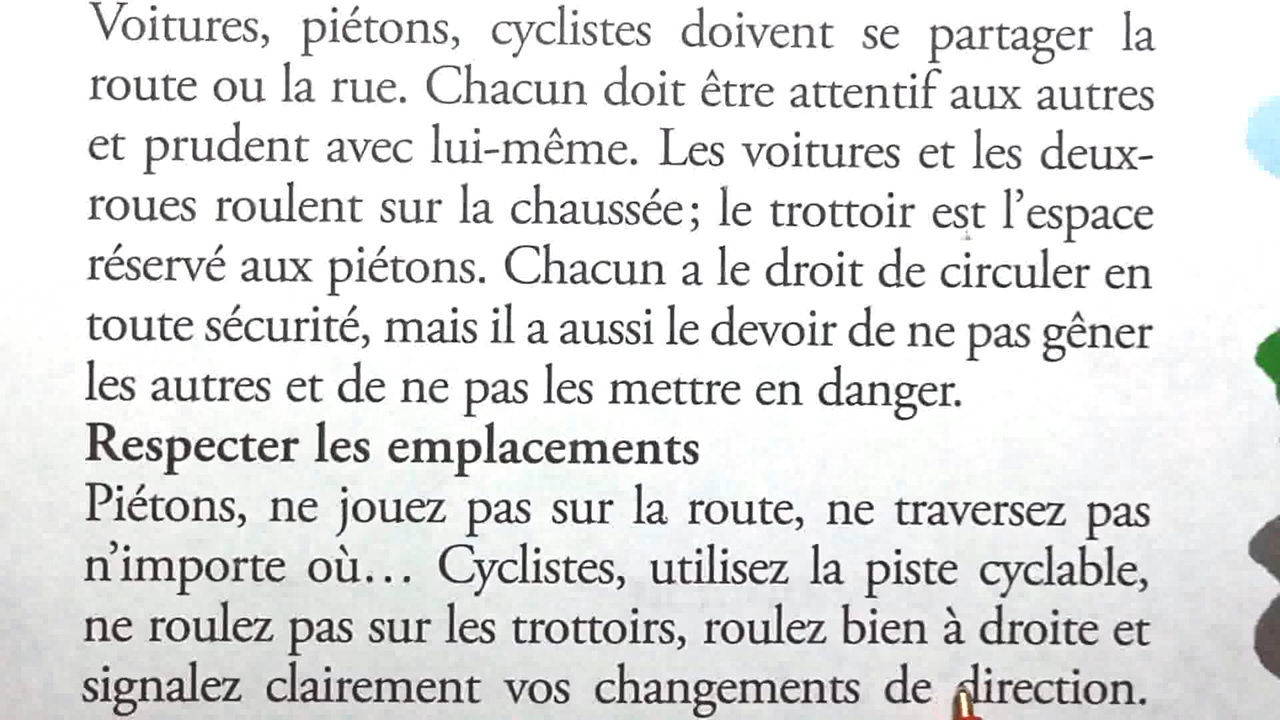 Voitures, piétons, cyclistes doivent se partager la
route ou la rue. Chacun doit être attentif aux autres
et prudent avec lui-même. Les voitures et les deux-
roues roulent sur la chaussée; le trottoir est l'espace
réservé aux piétons. Chacun a le droit de circuler en
toute sécurité, mais il a aussi le devoir de ne pas gêner
les autres et de ne pas les mettre en danger.
Respecter les emplacements
Piétons, ne jouez pas sur la route, ne traversez pas
n'importe où... Cyclistes, utilisez la piste cyclable,
ne roulez pas sur les trottoirs, roulez bien à droite et
signalez clairement vos changements de direction.